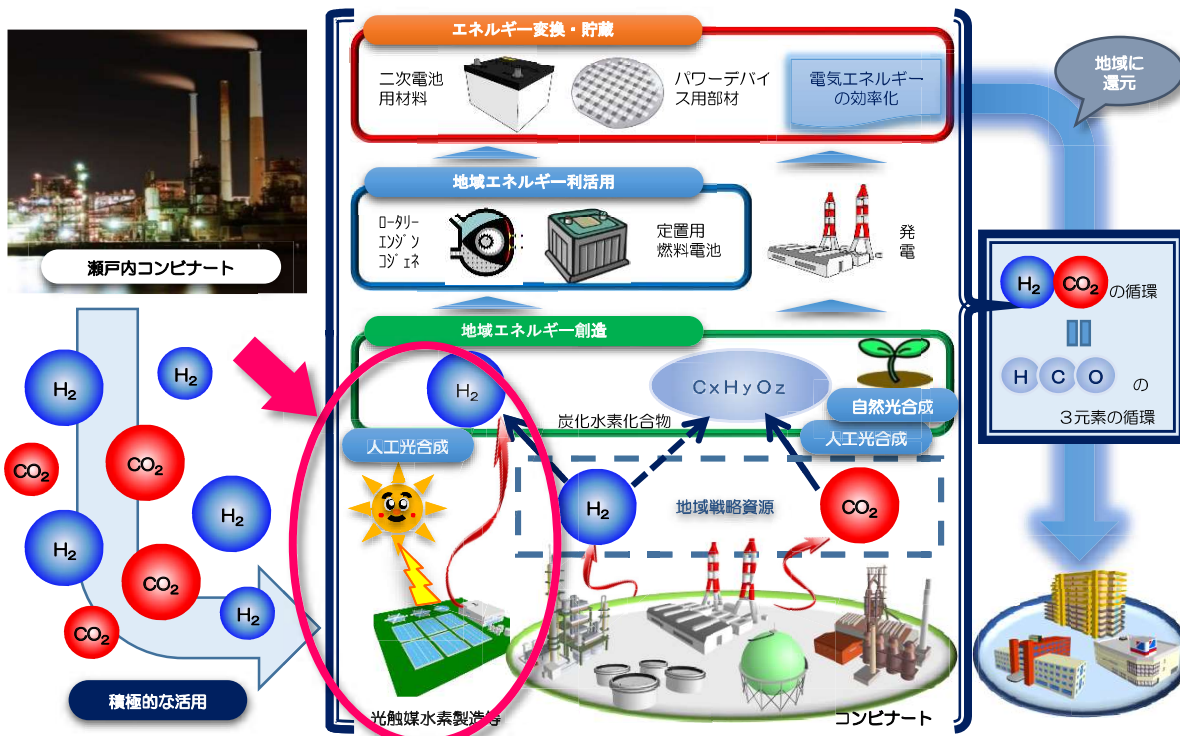 エネルギー変換・貯蔵
二次電池
用材料
パワーデバイ
ス用部材
電気エネルギー
の効率化
地域に
還元
地域エネルギー利活用
ロータリー
エンジン
コジェネ
定置用
燃料電池
発
電
瀬戸内コンビナート
地域エネルギー創造
H2
CxHyOz
炭化水素化合物
自然光合成
人工光合成
人工光合成
H2
地域戦略資源
CO2
光触媒水素製造等
コンビナート
H2
H2
CO2
CO2
H2
H2
CO2
H2
CO2
積極的な活用
H2 CO2の循環
H C O の
3元素の循環